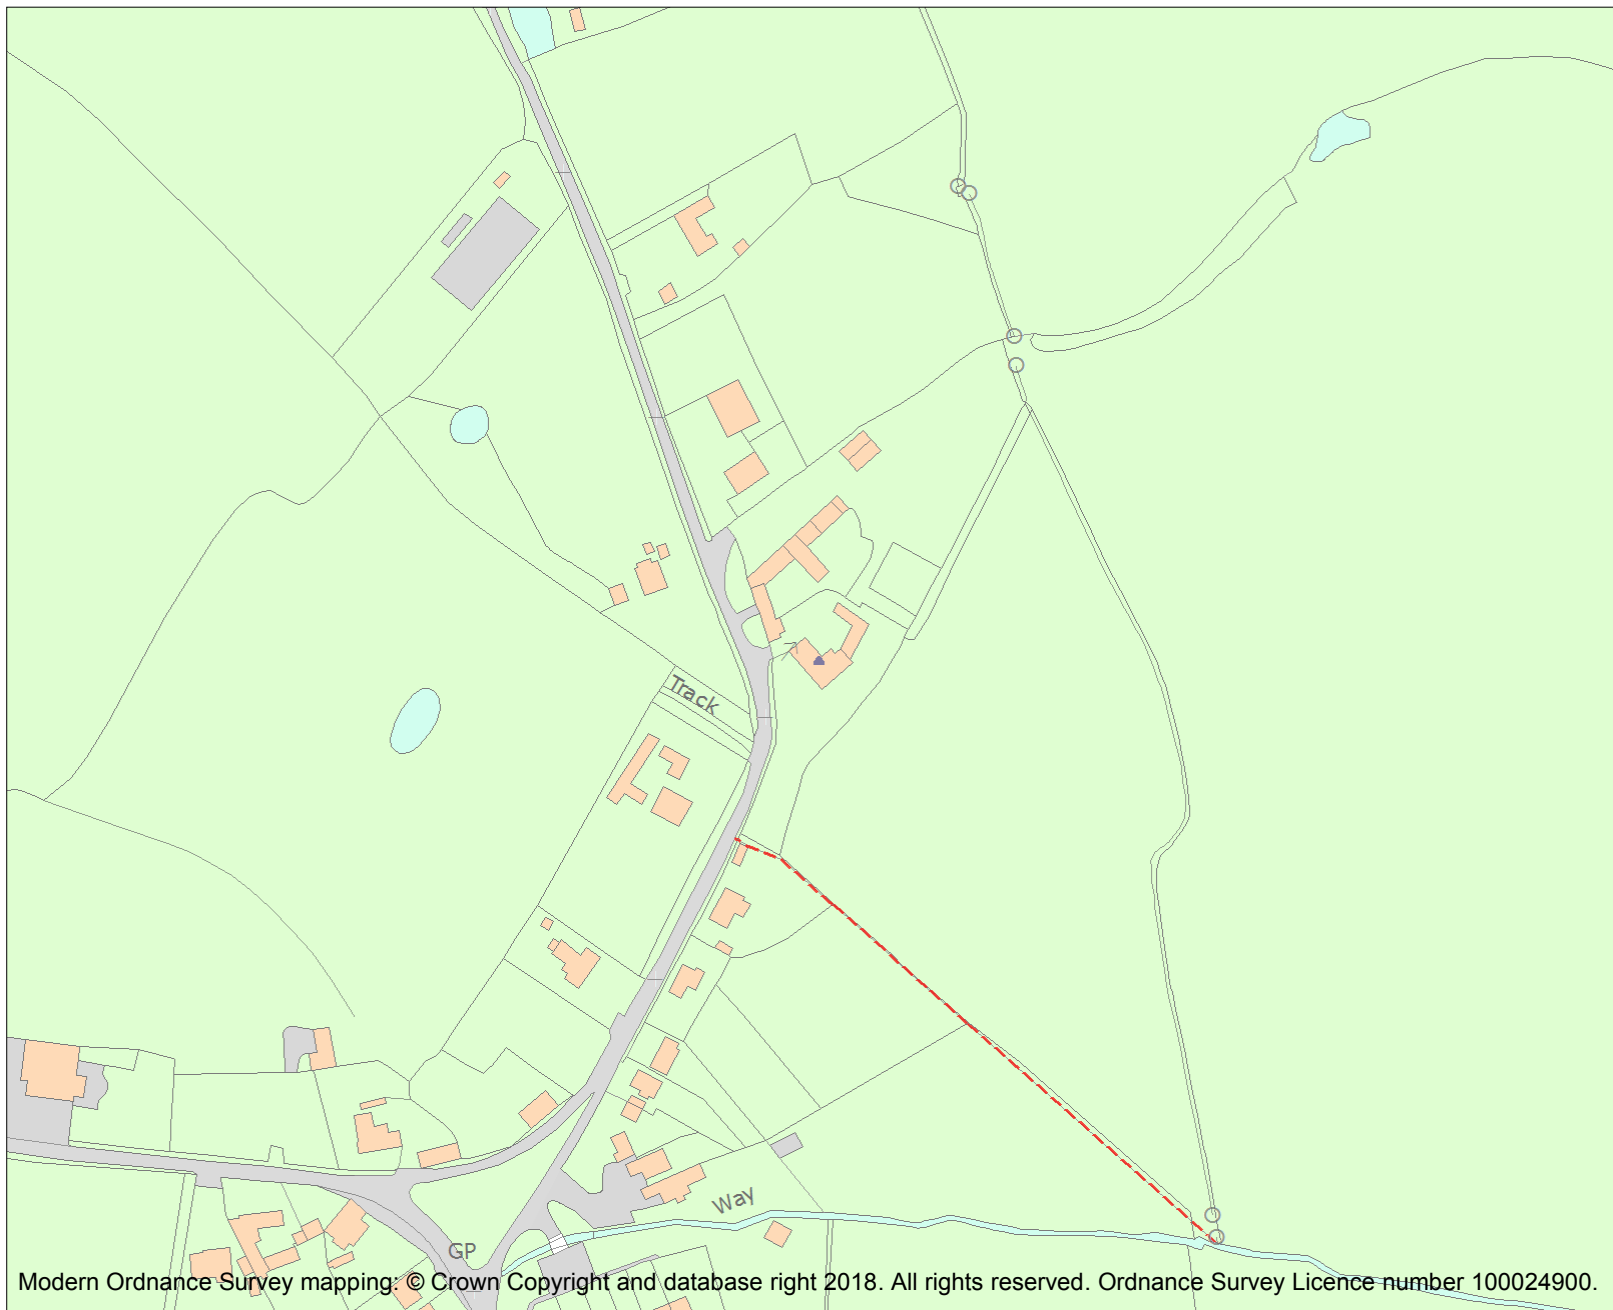 Track
Way
GP
Modern Ordnance Survey mapping: © Crown Copyright and database right 2018. All rights reserved. Ordnance Survey Licence number 100024900.